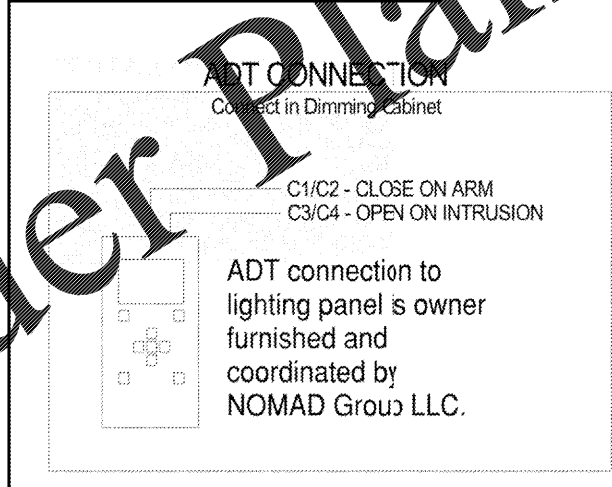 ADT CONNECTION
Connect in Dimming Cabinet
C1/C2 - CLOSE ON ARM
C3/C4 - OPEN ON INTRUSION
ADT connection to
lighting panel is owner
furnished and
coordinated by
NOMAD Group LLC.